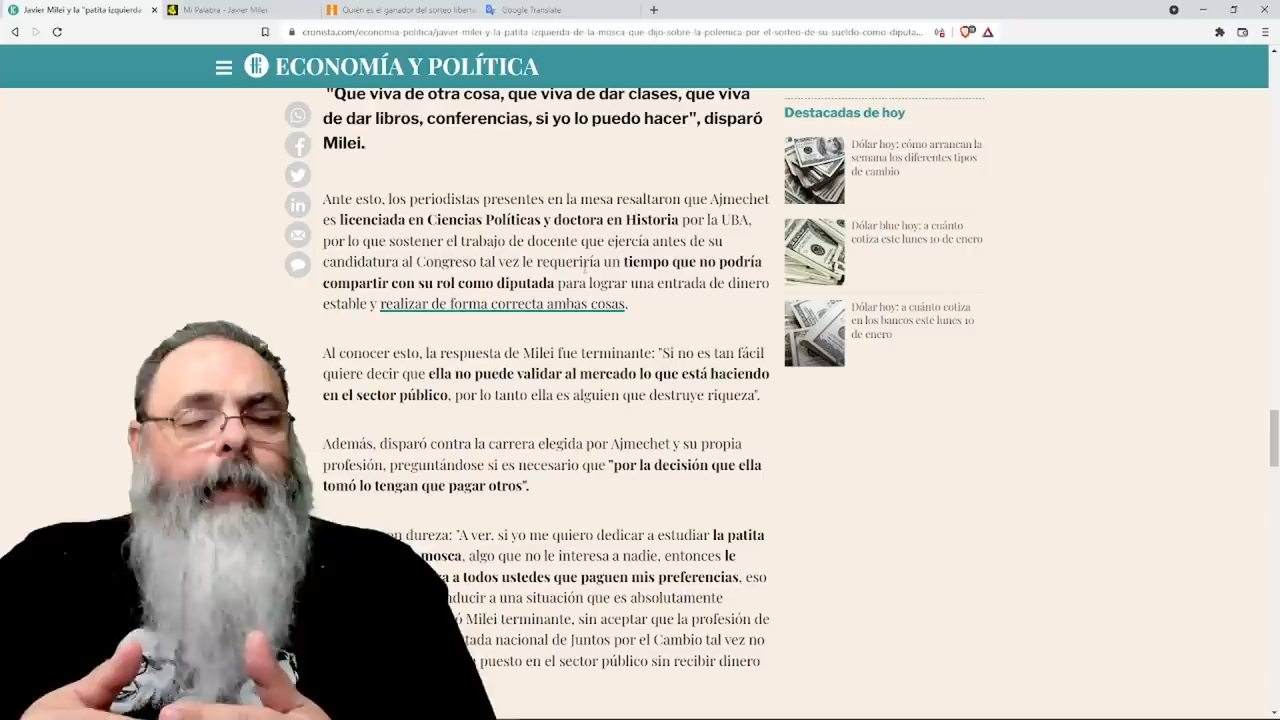 Javier Milei y la "patita izquierda
Mi Palabra - Javier Milei
Quién es el ganador del sorteo liberta
Google Translate
cronista.com/economia-politica/javier-milei-y-la-patita-izquierda-de-la-mosca-que-dijo-sobre-la-polemica-por-el-sorteo-de-su-sueldo-como-diputa...
ECONOMÍA Y POLÍTICA
"Que viva de otra cosa, que viva de dar clases, que viva
de dar libros, conferencias, si yo lo puedo hacer", disparó
Milei.
Ante esto, los periodistas presentes en la mesa resaltaron que Ajmechet
es licenciada en Ciencias Políticas y doctora en Historia por la UBA,
por lo que sostener el trabajo de docente que ejercía antes de su
candidatura al Congreso tal vez le requeriría un tiempo que no podría
compartir con su rol como diputada para lograr una entrada de dinero
estable y realizar de forma correcta ambas cosas.
Al conocer esto, la respuesta de Milei fue terminante: "Si no es tan fácil
quiere decir que ella no puede validar al mercado lo que está haciendo
en el sector público, por lo tanto ella es alguien que destruye riqueza".
Además, disparó contra la carrera elegida por Ajmechet y su propia
profesión, preguntándose si es necesario que "por la decisión que ella
tomó lo tengan que pagar otros".
on dureza: "A ver, si yo me quiero dedicar a estudiar la patita
mosca, algo que no le interesa a nadie, entonces le
a a todos ustedes que paguen mis preferencias, eso
nducir a una situación que es absolutamente
ó Milei terminante, sin aceptar que la profesión de
tada nacional de Juntos por el Cambio tal vez no
puesto en el sector público sin recibir dinero
Destacadas de hoy
Dólar hoy: cómo arrancan la
semana los diferentes tipos
de cambio
Dólar blue hoy: a cuánto
cotiza este lunes 10 de enero
Dólar hoy: a cuánto cotiza
en los bancos este lunes 10
de enero